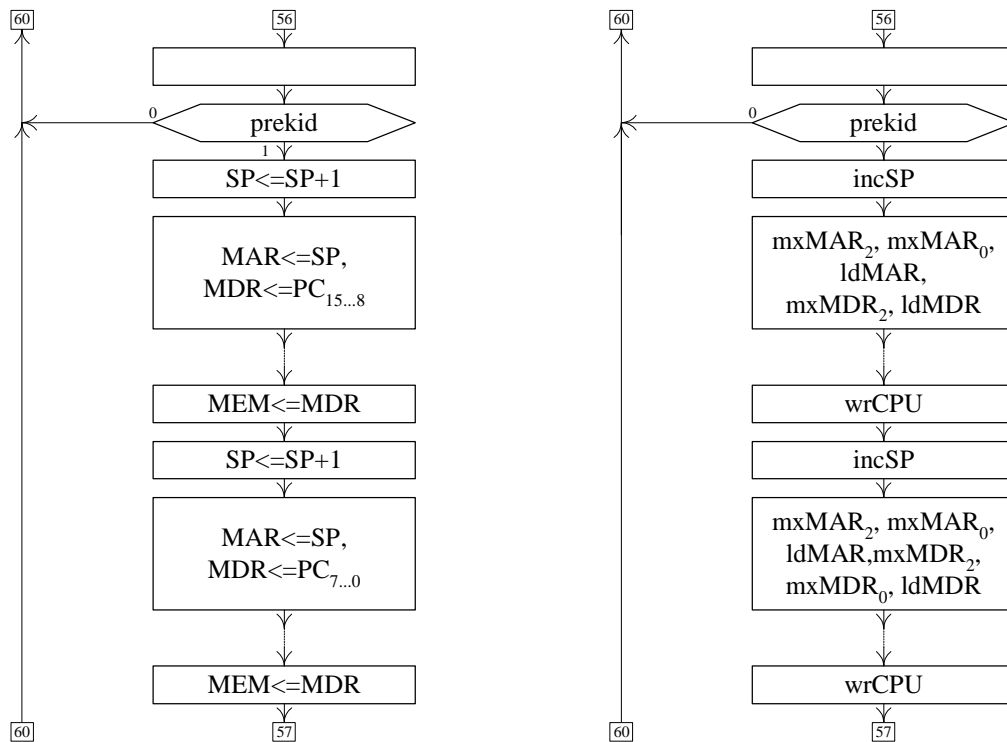 60
56
0
prekid
1
SP<=SP+1
MAR<=SP,
MDR<=PC₁₅...₈
MEM<=MDR
SP<=SP+1
MAR<=SP,
MDR<=PC₇...₀
MEM<=MDR
60
57
60
56
0
prekid
1
incSP
mxMAR₂, mxMAR₀,
ldMAR,
mxMDR₂, ldMDR
wrCPU
incSP
mxMAR₂, mxMAR₀,
ldMAR,mxMDR₂,
mxMDR₀, ldMDR
wrCPU
60
57